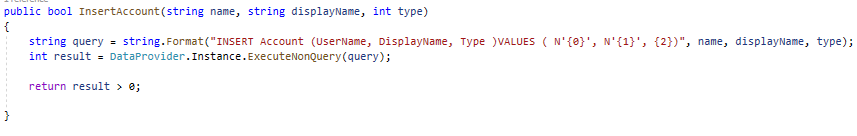 public bool InsertAccount(string name, string displayName, int type)
{
string query = string.Format("INSERT Account (UserName, DisplayName, Type )VALUES ( N'{0}', N'{1}', {2})", name, displayName, type);
int result = DataProvider.Instance.ExecuteNonQuery(query);
return result > 0;
}